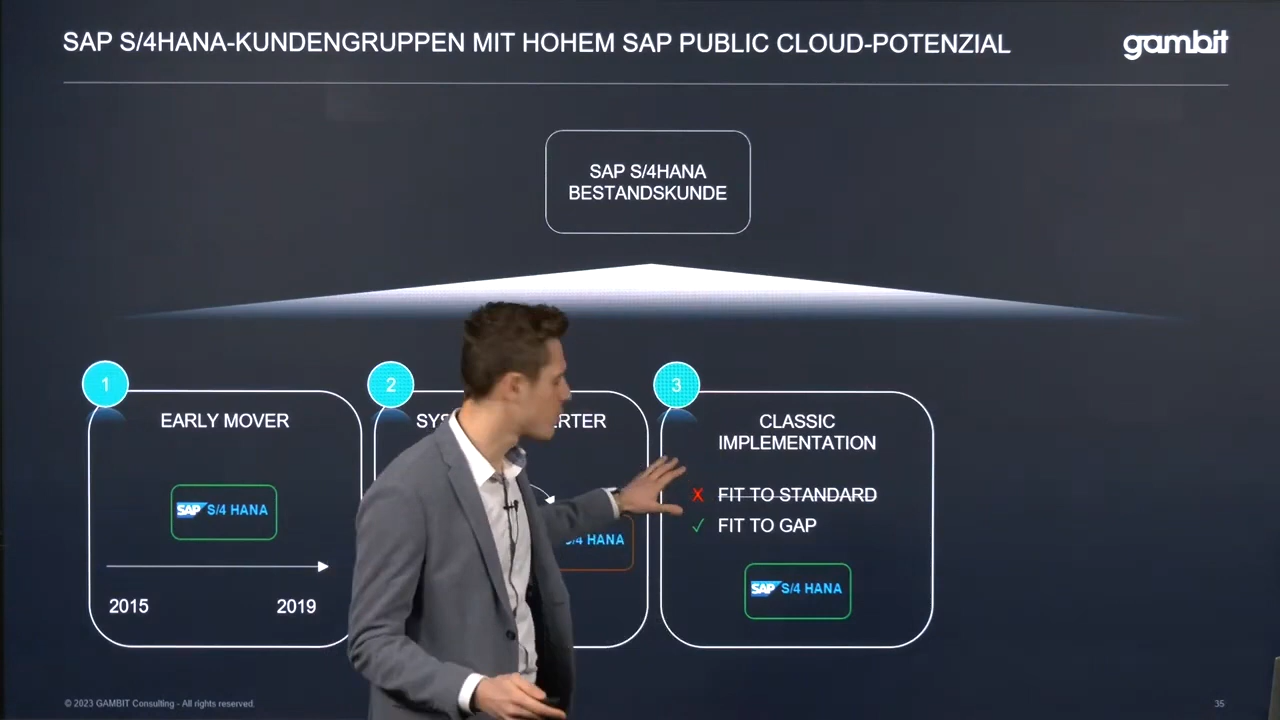 SAP S/4HANA-KUNDENGRUPPEN MIT HOHEM SAP PUBLIC CLOUD-POTENZIAL
gambit
SAP S/4HANA
BESTANDSKUNDE
1
EARLY MOVER
SAP S/4 HANA
2015 2019
2
3
CLASSIC
IMPLEMENTATION
X FIT TO STANDARD
✓ FIT TO GAP
SAP S/4 HANA
© 2023 GAMBIT Consulting - All rights reserved.
35